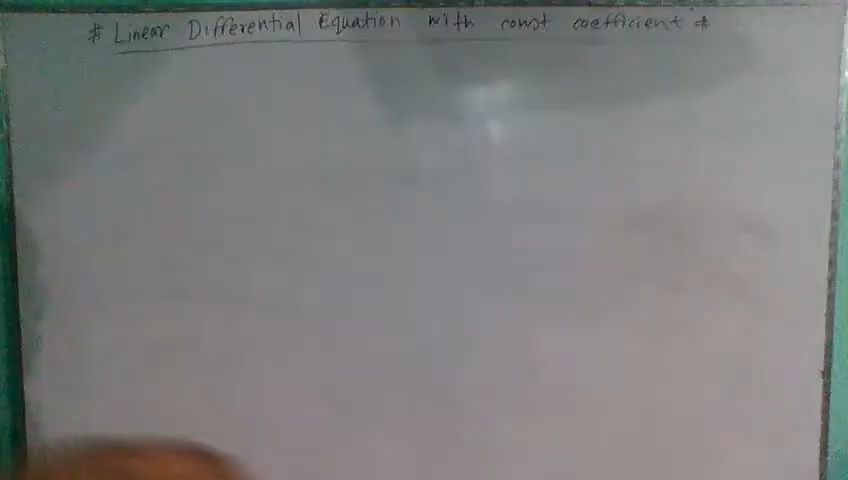 # Linear Differential Equation with const coefficient #